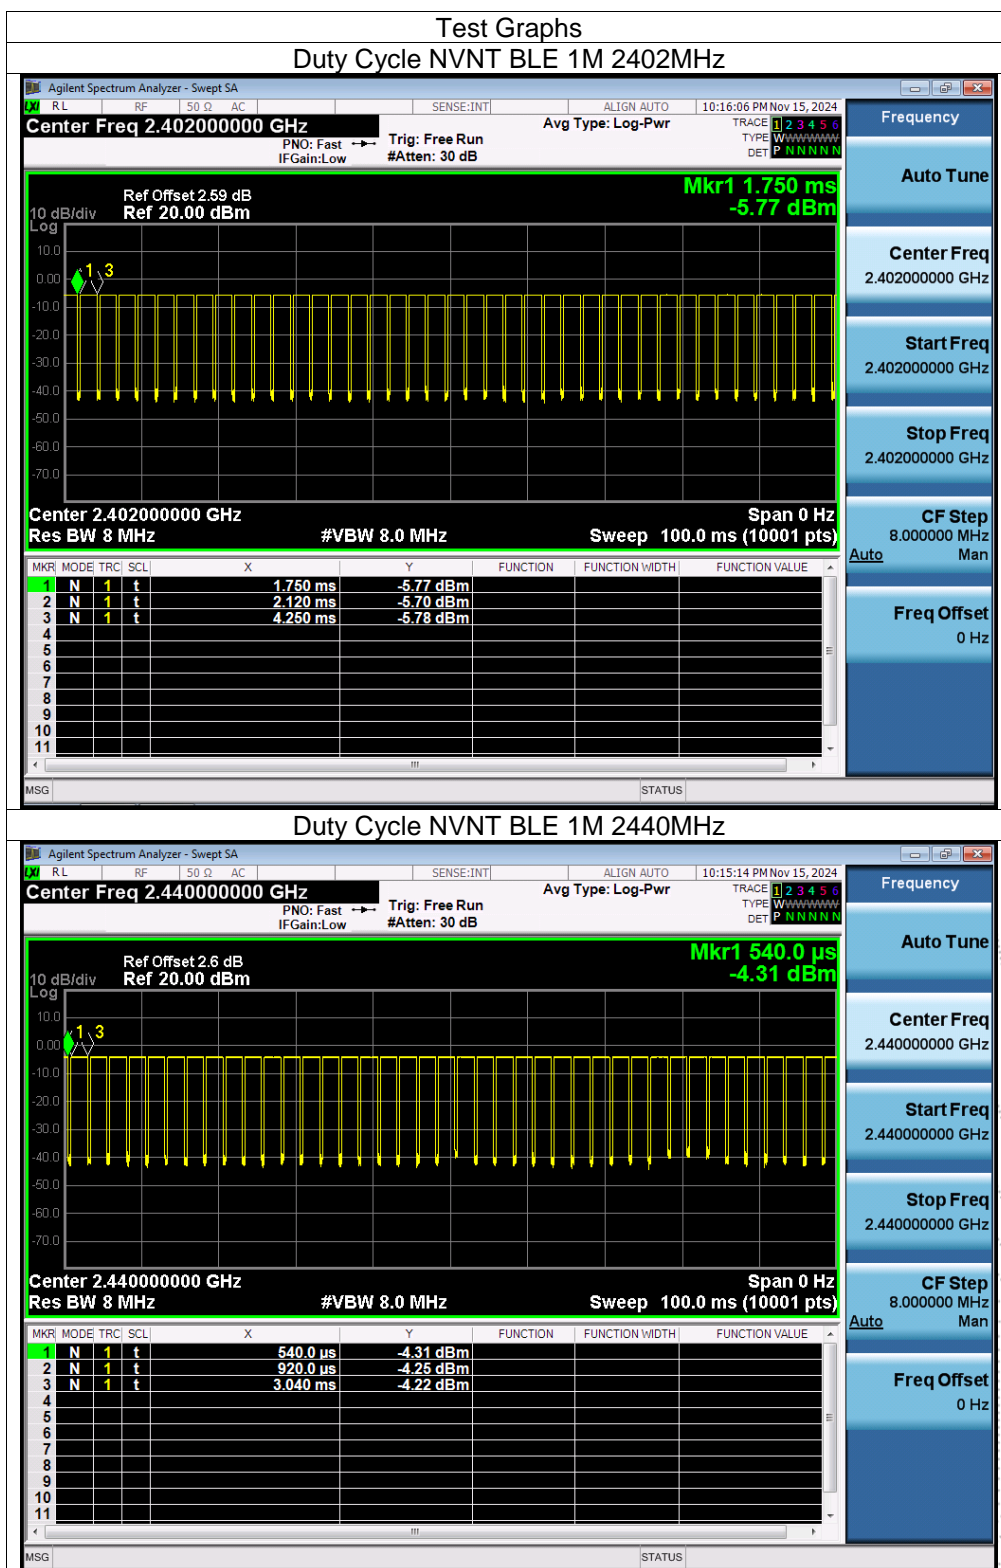 Test Graphs
Duty Cycle NVNT BLE 1M 2402MHz
Agilent Spectrum Analyzer - Swept SA
LXI RL RF 50 Ω AC SENSE:INT ALIGN AUTO 10:16:06 PM Nov 15, 2024
Center Freq 2.402000000 GHz
PNO: Fast
IFGain:Low
Trig: Free Run
#Atten: 30 dB
Avg Type: Log-Pwr
TRACE 1 2 3 4 5 6
TYPE WWWWWW
DET P N N N N N
Frequency
Mkr1 1.750 ms
-5.77 dBm
Ref Offset 2.59 dB
10 dB/div Ref 20.00 dBm
Log
10.0
0.00
-10.0
-20.0
-30.0
-40.0
-50.0
-60.0
-70.0
1 3
Center 2.402000000 GHz Span 0 Hz
Res BW 8 MHz #VBW 8.0 MHz Sweep 100.0 ms (10001 pts)
MKR MODE TRC SCL X Y FUNCTION FUNCTION WIDTH FUNCTION VALUE
1 N 1 t 1.750 ms -5.77 dBm
2 N 1 t 2.120 ms -5.70 dBm
3 N 1 t 4.250 ms -5.78 dBm
4
5
6
7
8
9
10
11
MSG STATUS
Auto Tune
Center Freq
2.402000000 GHz
Start Freq
2.402000000 GHz
Stop Freq
2.402000000 GHz
CF Step
8.000000 MHz
Auto Man
Freq Offset
0 Hz
Duty Cycle NVNT BLE 1M 2440MHz
Agilent Spectrum Analyzer - Swept SA
LXI RL RF 50 Ω AC SENSE:INT ALIGN AUTO 10:15:14 PM Nov 15, 2024
Center Freq 2.440000000 GHz
PNO: Fast
IFGain:Low
Trig: Free Run
#Atten: 30 dB
Avg Type: Log-Pwr
TRACE 1 2 3 4 5 6
TYPE WWWWWW
DET P N N N N N
Frequency
Mkr1 540.0 µs
-4.31 dBm
Ref Offset 2.6 dB
10 dB/div Ref 20.00 dBm
Log
10.0
0.00
-10.0
-20.0
-30.0
-40.0
-50.0
-60.0
-70.0
1 3
Center 2.440000000 GHz Span 0 Hz
Res BW 8 MHz #VBW 8.0 MHz Sweep 100.0 ms (10001 pts)
MKR MODE TRC SCL X Y FUNCTION FUNCTION WIDTH FUNCTION VALUE
1 N 1 t 540.0 µs -4.31 dBm
2 N 1 t 920.0 µs -4.25 dBm
3 N 1 t 3.040 ms -4.22 dBm
4
5
6
7
8
9
10
11
MSG STATUS
Auto Tune
Center Freq
2.440000000 GHz
Start Freq
2.440000000 GHz
Stop Freq
2.440000000 GHz
CF Step
8.000000 MHz
Auto Man
Freq Offset
0 Hz